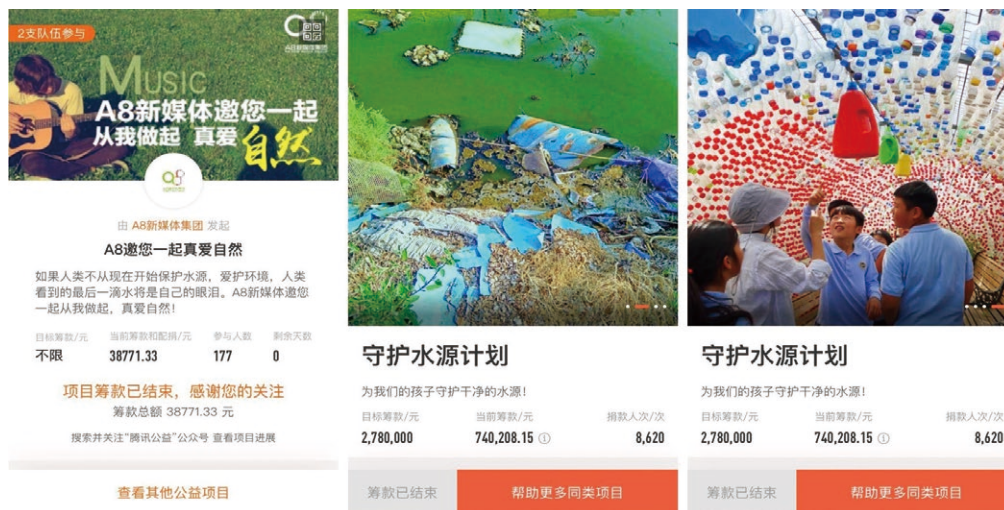 2支队伍参与
A8新媒体集团
MUSIC
A8新媒体邀您一起
从我做起 真爱
自然
由 A8新媒体集团 发起
A8邀您一起真爱自然
如果人类不从现在开始保护水源，爱护环境，人类
看到的最后一滴水将是自己的眼泪。A8新媒体邀您
一起从我做起，真爱自然！
目标筹款/元 当前筹款和配捐/元 参与人数 剩余天数
不限 38771.33 177 0
项目筹款已结束，感谢您的关注
筹款总额 38771.33 元
搜索并关注“腾讯公益”公众号 查看项目进展
查看其他公益项目
守护水源计划
为我们的孩子守护干净的水源！
目标筹款/元 当前筹款/元 捐款人次/次
2,780,000 740,208.15 8,620
筹款已结束 帮助更多同类项目
守护水源计划
为我们的孩子守护干净的水源！
目标筹款/元 当前筹款/元 捐款人次/次
2,780,000 740,208.15 8,620
筹款已结束 帮助更多同类项目